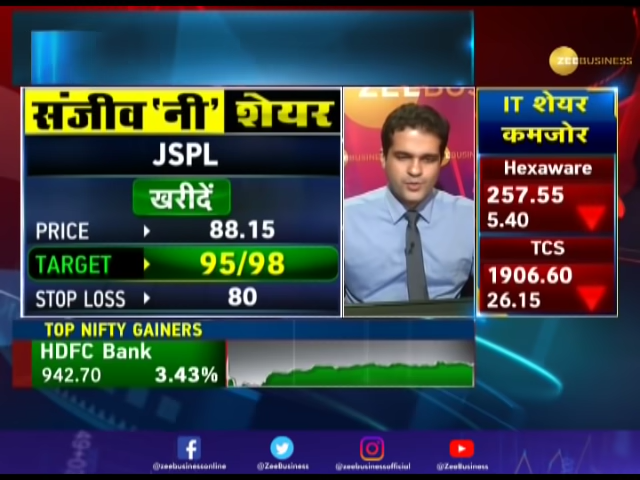 ZEEBUSINESS
संजीव 'नी' शेयर
JSPL
खरीदें
PRICE 88.15
TARGET 95/98
STOP LOSS 80
ZEEBUS
IT शेयर
कमजोर
Hexaware
257.55
5.40
TCS
1906.60
26.15
TOP NIFTY GAINERS
HDFC Bank
942.70 3.43%
@zeebusinessonline @ZeeBusiness @zeebusinessofficial @ZeeBusiness